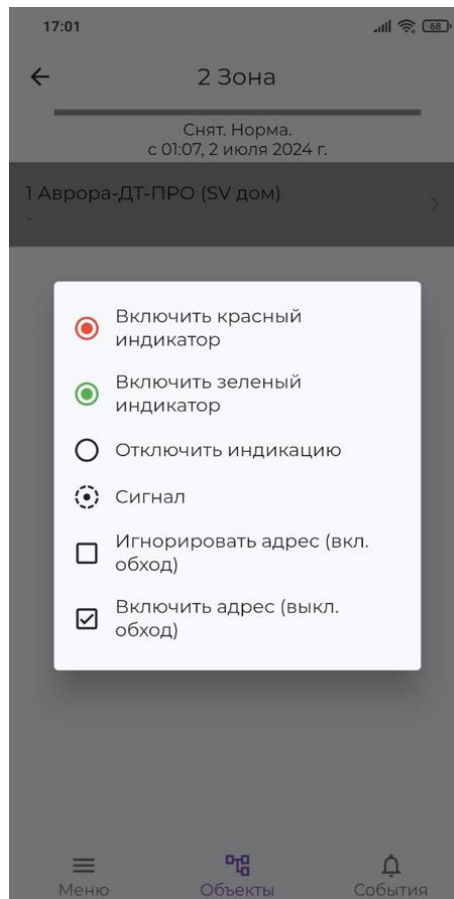 17:01
68
2 Зона
Снят. Норма.
с 01:07, 2 июля 2024 г.
1 Аврора-ДТ-ПРО (SV дом)
-
Включить красный
индикатор
Включить зеленый
индикатор
Отключить индикацию
Сигнал
Игнорировать адрес (вкл.
обход)
Включить адрес (выкл.
обход)
Меню
Объекты
События